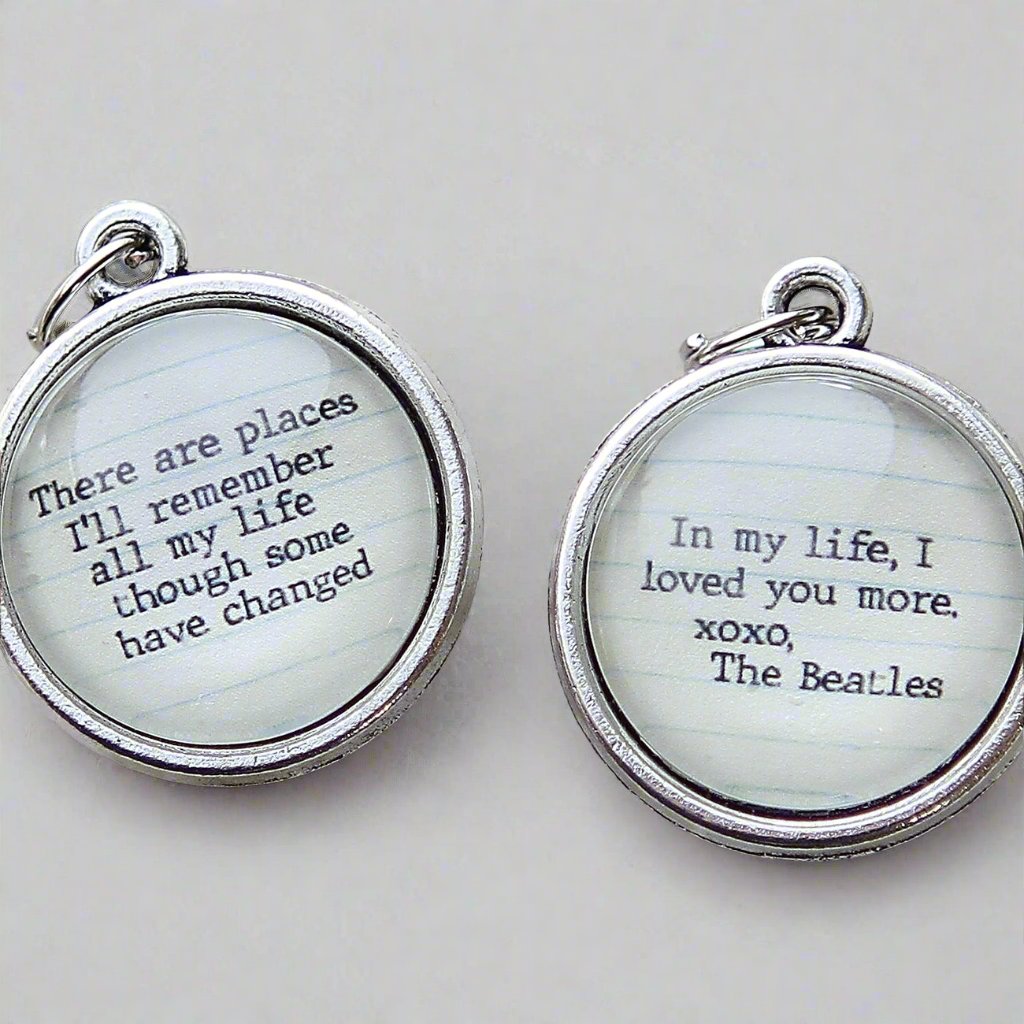 There are places
I'll remember
all my life
though some
have changed
In my life, I
loved you more.
xoxo,
The Beatles